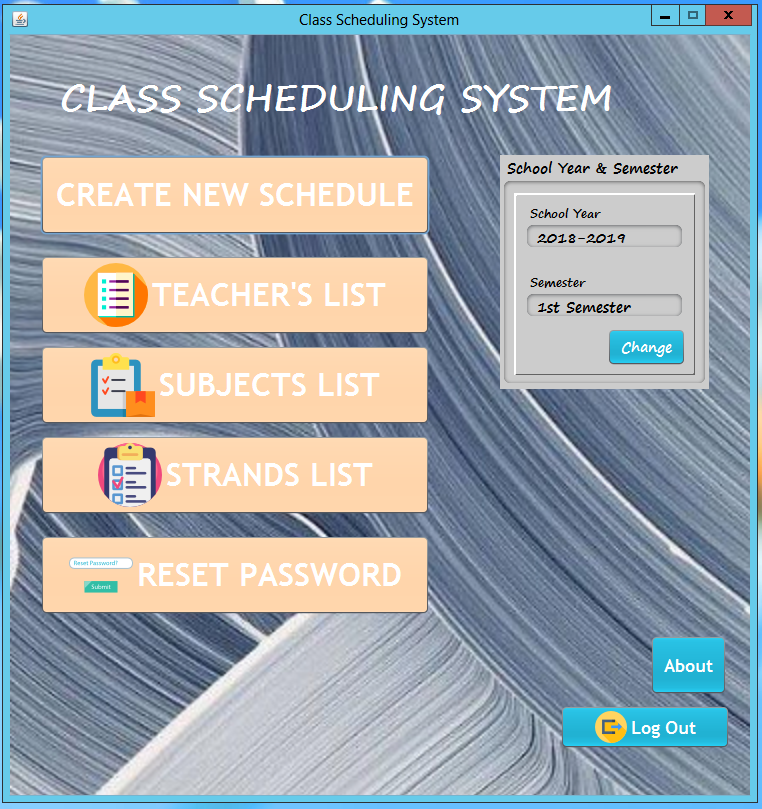 Class Scheduling System
CLASS SCHEDULING SYSTEM
CREATE NEW SCHEDULE
TEACHER'S LIST
SUBJECTS LIST
STRANDS LIST
Reset Password?
Submit
RESET PASSWORD
School Year & Semester
School Year
2018-2019
Semester
1st Semester
Change
About
Log Out